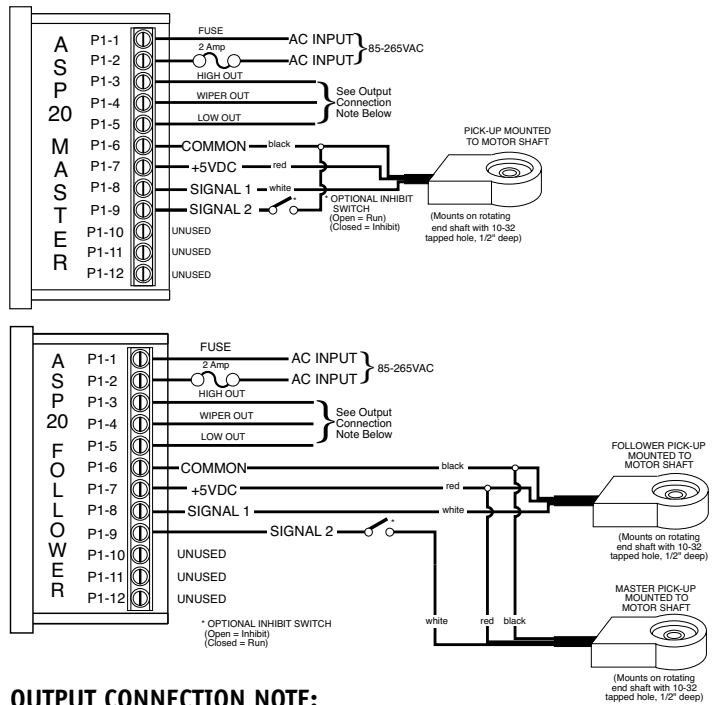 ASP20 MASTER
P1-1
P1-2
P1-3
P1-4
P1-5
P1-6
P1-7
P1-8
P1-9
P1-10
P1-11
P1-12
FUSE
2 Amp
AC INPUT
AC INPUT
85-265VAC
HIGH OUT
WIPER OUT
LOW OUT
See Output
Connection
Note Below
COMMON black
+5VDC red
SIGNAL 1 white
SIGNAL 2 *
* OPTIONAL INHIBIT
SWITCH
(Open = Run)
(Closed = Inhibit)
UNUSED
UNUSED
UNUSED
PICK-UP MOUNTED
TO MOTOR SHAFT
(Mounts on rotating
end shaft with 10-32
tapped hole, 1/2" deep)
ASP20 FOLLOWER
P1-1
P1-2
P1-3
P1-4
P1-5
P1-6
P1-7
P1-8
P1-9
P1-10
P1-11
P1-12
FUSE
2 Amp
AC INPUT
AC INPUT
85-265VAC
HIGH OUT
WIPER OUT
LOW OUT
See Output
Connection
Note Below
COMMON black
+5VDC red
SIGNAL 1 white
SIGNAL 2 *
UNUSED
UNUSED
UNUSED
* OPTIONAL INHIBIT SWITCH
(Open = Inhibit)
(Closed = Run)
white red black
FOLLOWER PICK-UP
MOUNTED TO
MOTOR SHAFT
(Mounts on rotating
end shaft with 10-32
tapped hole, 1/2" deep)
MASTER PICK-UP
MOUNTED TO
MOTOR SHAFT
(Mounts on rotating
end shaft with 10-32
tapped hole, 1/2" deep)
OUTPUT CONNECTION NOTE: